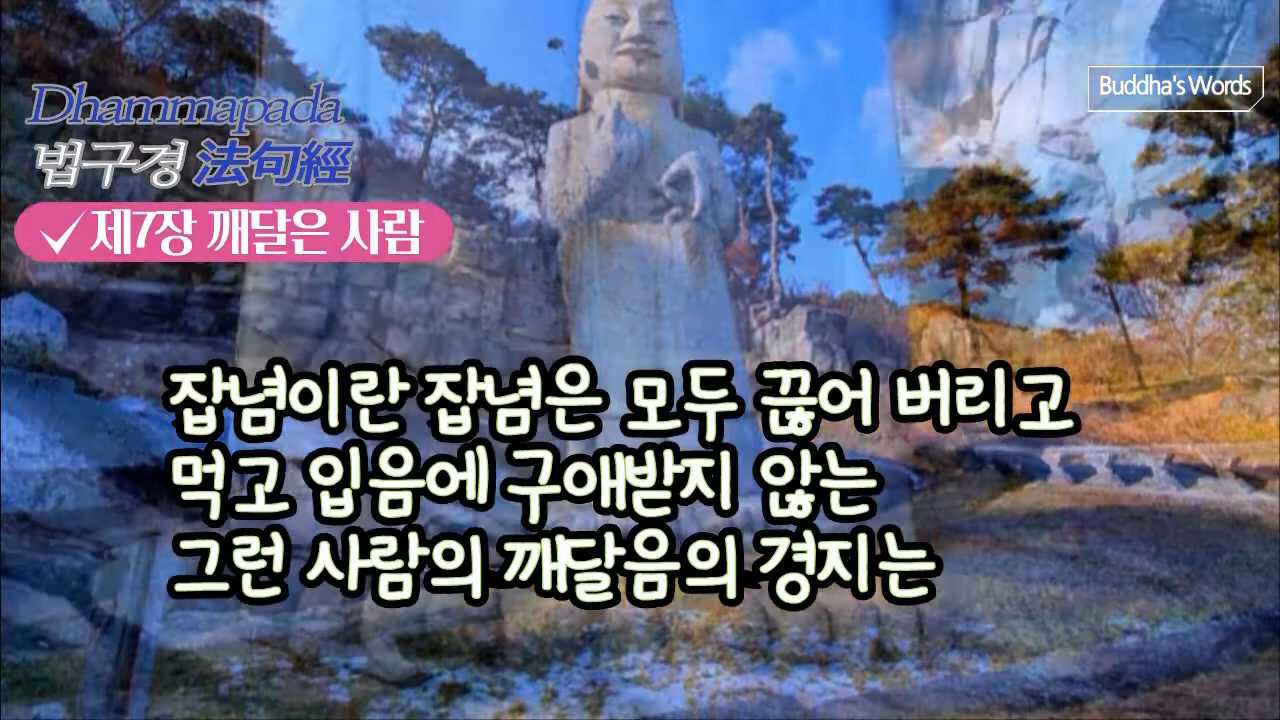 Dhammapada
법구경 法句經
제7장 깨달은 사람
Buddha's Words
잡념이란 잡념은 모두 끊어 버리고
먹고 입음에 구애받지 않는
그런 사람의 깨달음의 경지는